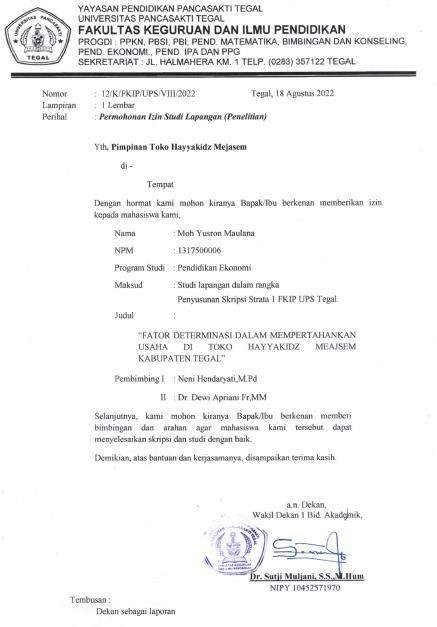 YAYASAN PENDIDIKAN PANCASAKTI TEGAL
UNIVERSITAS PANCASAKTI TEGAL
FAKULTAS KEGURUAN DAN ILMU PENDIDIKAN
PROGDI : PPKN, PBSI, PBI, PEND. MATEMATIKA, BIMBINGAN DAN KONSELING,
PEND. EKONOMI., PEND. IPA DAN PPG
SEKRETARIAT : JL. HALMAHERA KM. 1 TELP. (0283) 357122 TEGAL
TEGAL
Nomor : 12/K/FKIP/UPS/VIII/2022 Tegal, 18 Agustus 2022
Lampiran : 1 Lembar
Perihal : Permohonan Izin Studi Lapangan (Penelitian)
Yth. Pimpinan Toko Hayyakidz Mejasem
di -
Tempat
Dengan hormat kami mohon kiranya Bapak/Ibu berkenan memberikan izin
kepada mahasiswa kami,
Nama : Moh Yusron Maulana
NPM : 1317500006
Program Studi : Pendidikan Ekonomi
Maksud : Studi lapangan dalam rangka
Penyusunan Skripsi Strata 1 FKIP UPS Tegal.
Judul :
"FATOR DETERMINASI DALAM MEMPERTAHANKAN
USAHA DI TOKO HAYYAKIDZ MEAJSEM
KABUPATEN TEGAL"
Pembimbing I : Neni Hendaryati,M.Pd
II : Dr. Dewi Apriani Fr,MM
Selanjutnya, kami mohon kiranya Bapak/Ibu berkenan memberi
bimbingan dan arahan agar mahasiswa kami tersebut dapat
menyelesaikan skripsi dan studi dengan baik.
Demikian, atas bantuan dan kerjasamanya, disampaikan terima kasih.
a.n. Dekan,
Wakil Dekan 1 Bid. Akademik,
Dr. Sutji Muljani, S.S.,M.Hum
NIPY 10452571970
Tembusan :
Dekan sebagai laporan